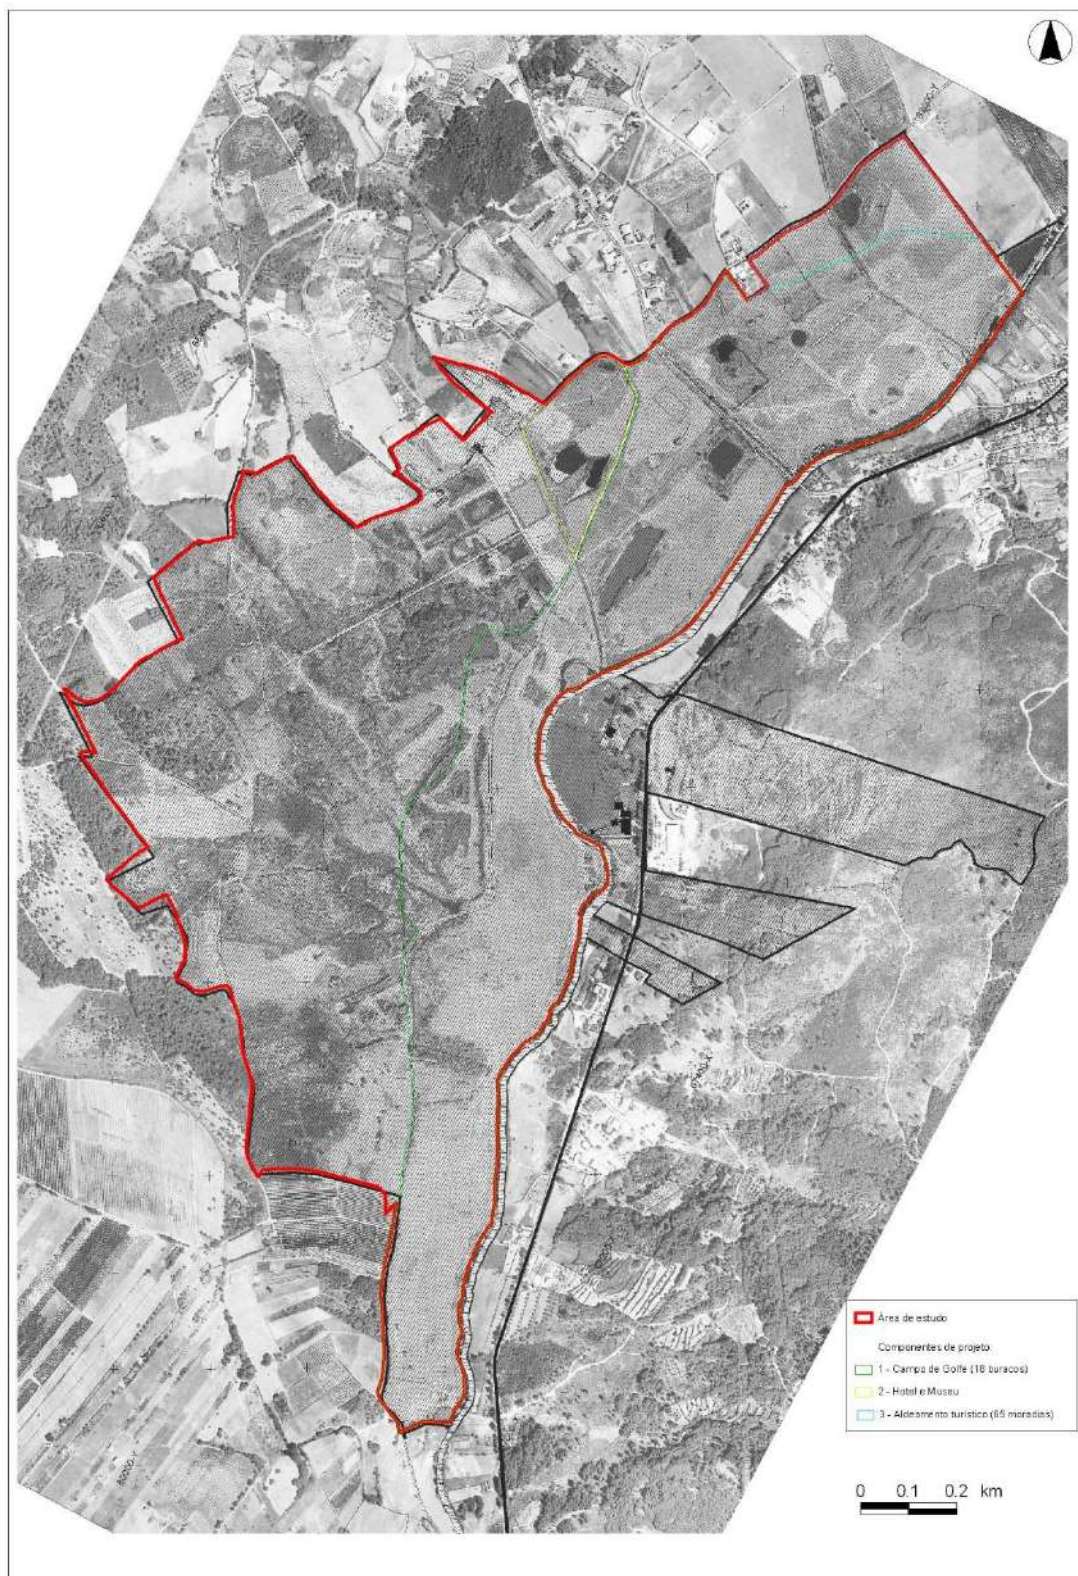 Área de estudo
Componentes de projeto
1 - Campo de Golfe (18 buracos)
2 - Hotel e Museu
3 - Aldeamento turístico (65 moradias)
0 0.1 0.2 km